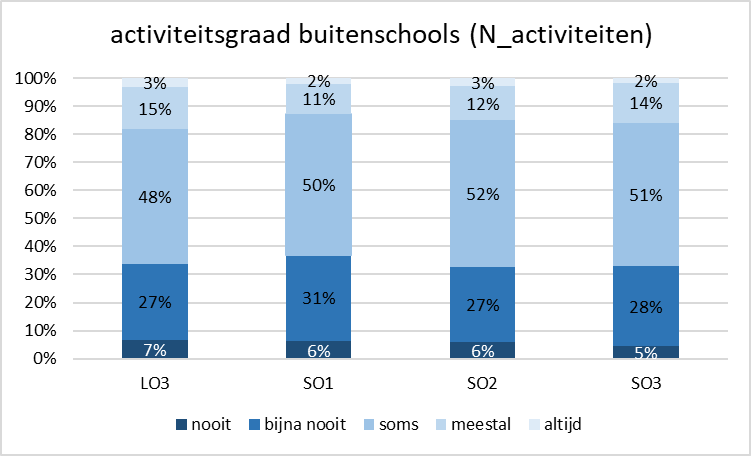 activiteitsgraad buitenschools (N_activiteiten)
100%
90%
80%
70%
60%
50%
40%
30%
20%
10%
0%
3% 2% 3% 2%
15% 11% 12% 14%
48% 50% 52% 51%
27% 31% 27% 28%
7% 6% 6% 5%
LO3 SO1 SO2 SO3
nooit bijna nooit soms meestal altijd